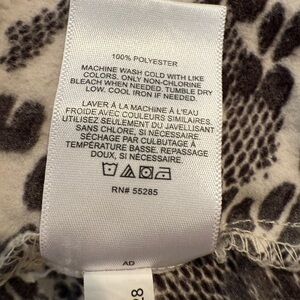 100% POLYESTER
MACHINE WASH COLD WITH LIKE
COLORS. ONLY NON-CHLORINE
BLEACH WHEN NEEDED. TUMBLE DRY
LOW. COOL IRON IF NEEDED.
LAVER À LA MACHINE À L'EAU
FROIDE AVEC COULEURS SIMILAIRES.
UTILISEZ SEULEMENT DU JAVELLISANT
SANS CHLORE, SI NÉCESSAIRE.
SÉCHAGE PAR CULBUTAGE À
TEMPÉRATURE BASSE. REPASSAGE
DOUX, SI NÉCESSAIRE.
RN# 55285
AD
28